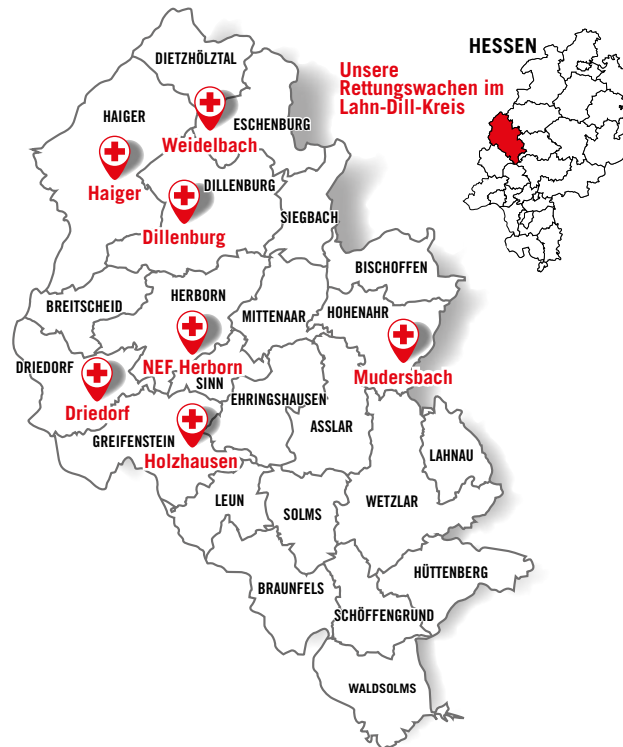 HESSEN
Unsere
Rettungswachen im
Lahn-Dill-Kreis
DIETZHÖLZTAL
HAIGER
ESCHENBURG
Weidelbach
Haiger
DILLENBURG
SIEGBACH
Dillenburg
BISCHOFFEN
BREITSCHEID
HERBORN
MITTENAAR
HOHENAHR
DRIEDORF
NEF Herborn
Mudersbach
SINN
EHRINGSHAUSEN
Driedorf
ASSLAR
GREIFENSTEIN
LAHNAU
Holzhausen
LEUN
SOLMS
WETZLAR
HÜTTENBERG
BRAUNFELS
SCHÖFFENGRUND
WALDSOLMS